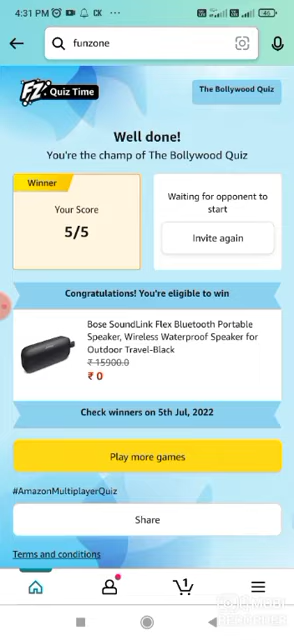 4:31 PM CK ... 46
funzone
FZ Quiz Time The Bollywood Quiz
Well done!
You're the champ of The Bollywood Quiz
Winner
Your Score
5/5
Waiting for opponent to
start
Invite again
Congratulations! You're eligible to win
Bose SoundLink Flex Bluetooth Portable
Speaker, Wireless Waterproof Speaker for
Outdoor Travel-Black
₹ 15900.0
₹ 0
Check winners on 5th Jul, 2022
Play more games
#AmazonMultiplayerQuiz
Share
Terms and conditions
1
RECORDER